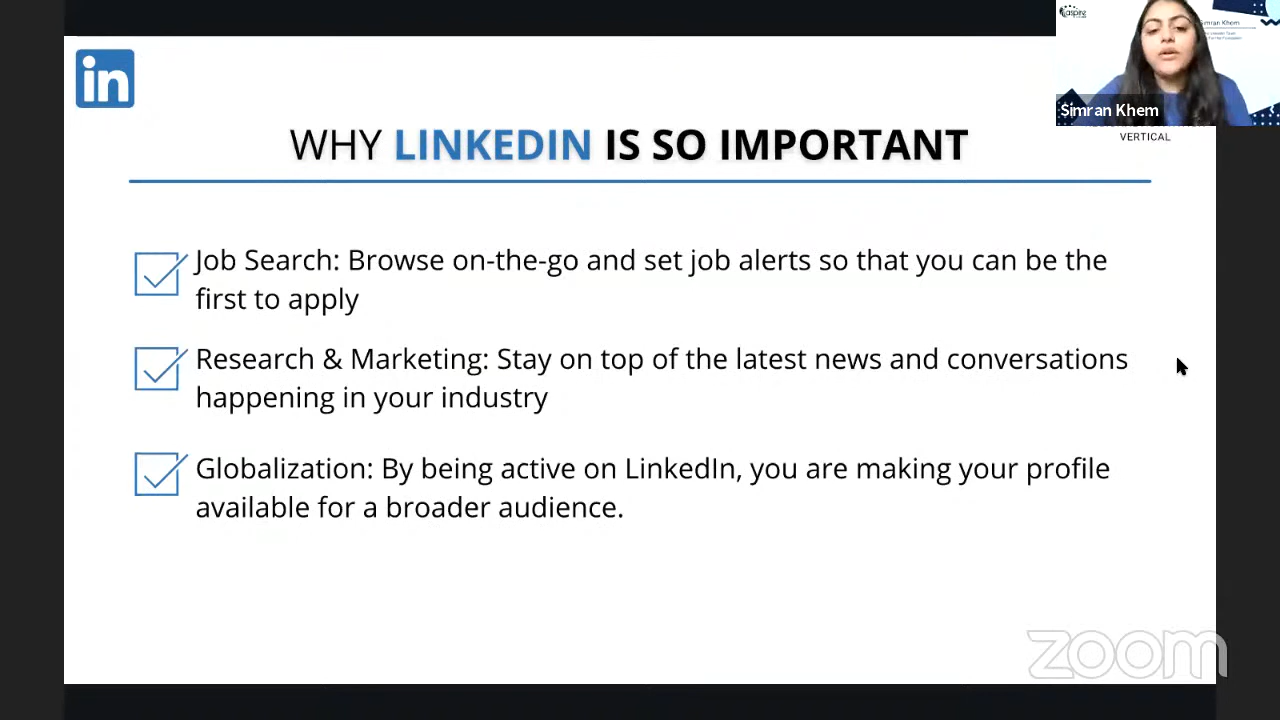 in
aspire
Simran Khem
Simran Khem
VERTICAL
WHY LINKEDIN IS SO IMPORTANT
Job Search: Browse on-the-go and set job alerts so that you can be the
first to apply
Research & Marketing: Stay on top of the latest news and conversations
happening in your industry
Globalization: By being active on LinkedIn, you are making your profile
available for a broader audience.
zoom